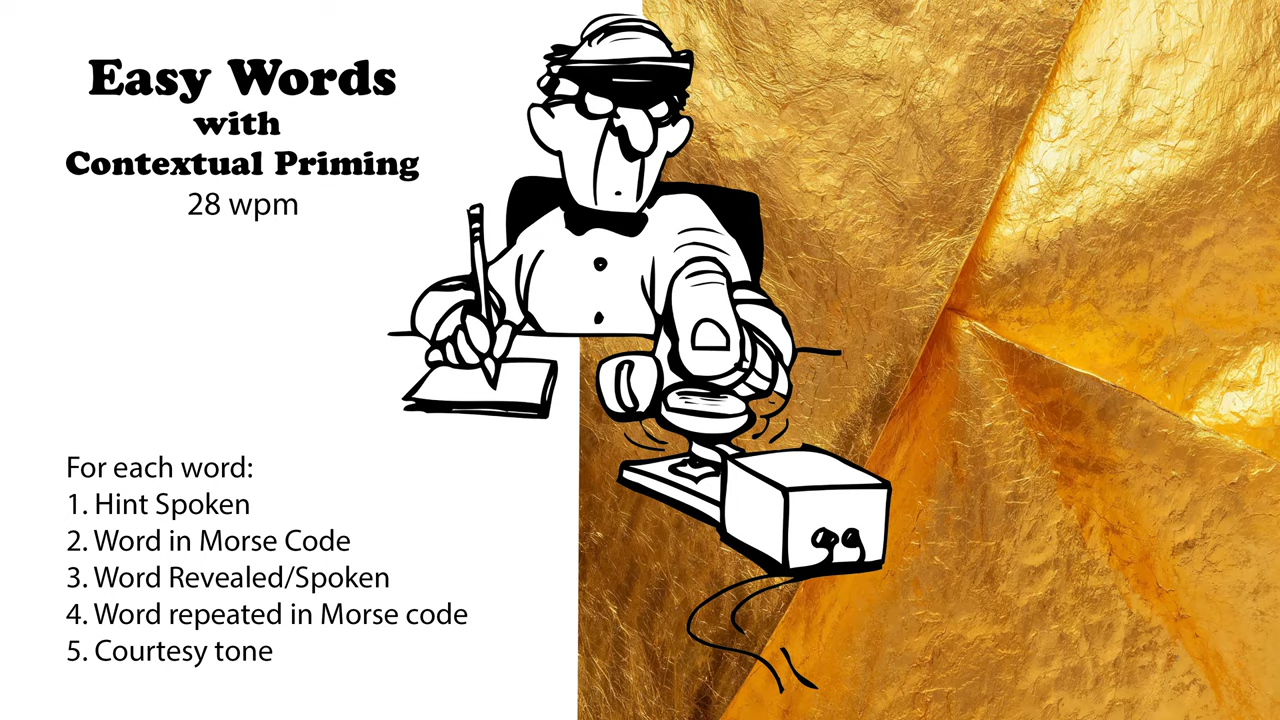 Easy Words
with
Contextual Priming
28 wpm
For each word:
1. Hint Spoken
2. Word in Morse Code
3. Word Revealed/Spoken
4. Word repeated in Morse code
5. Courtesy tone